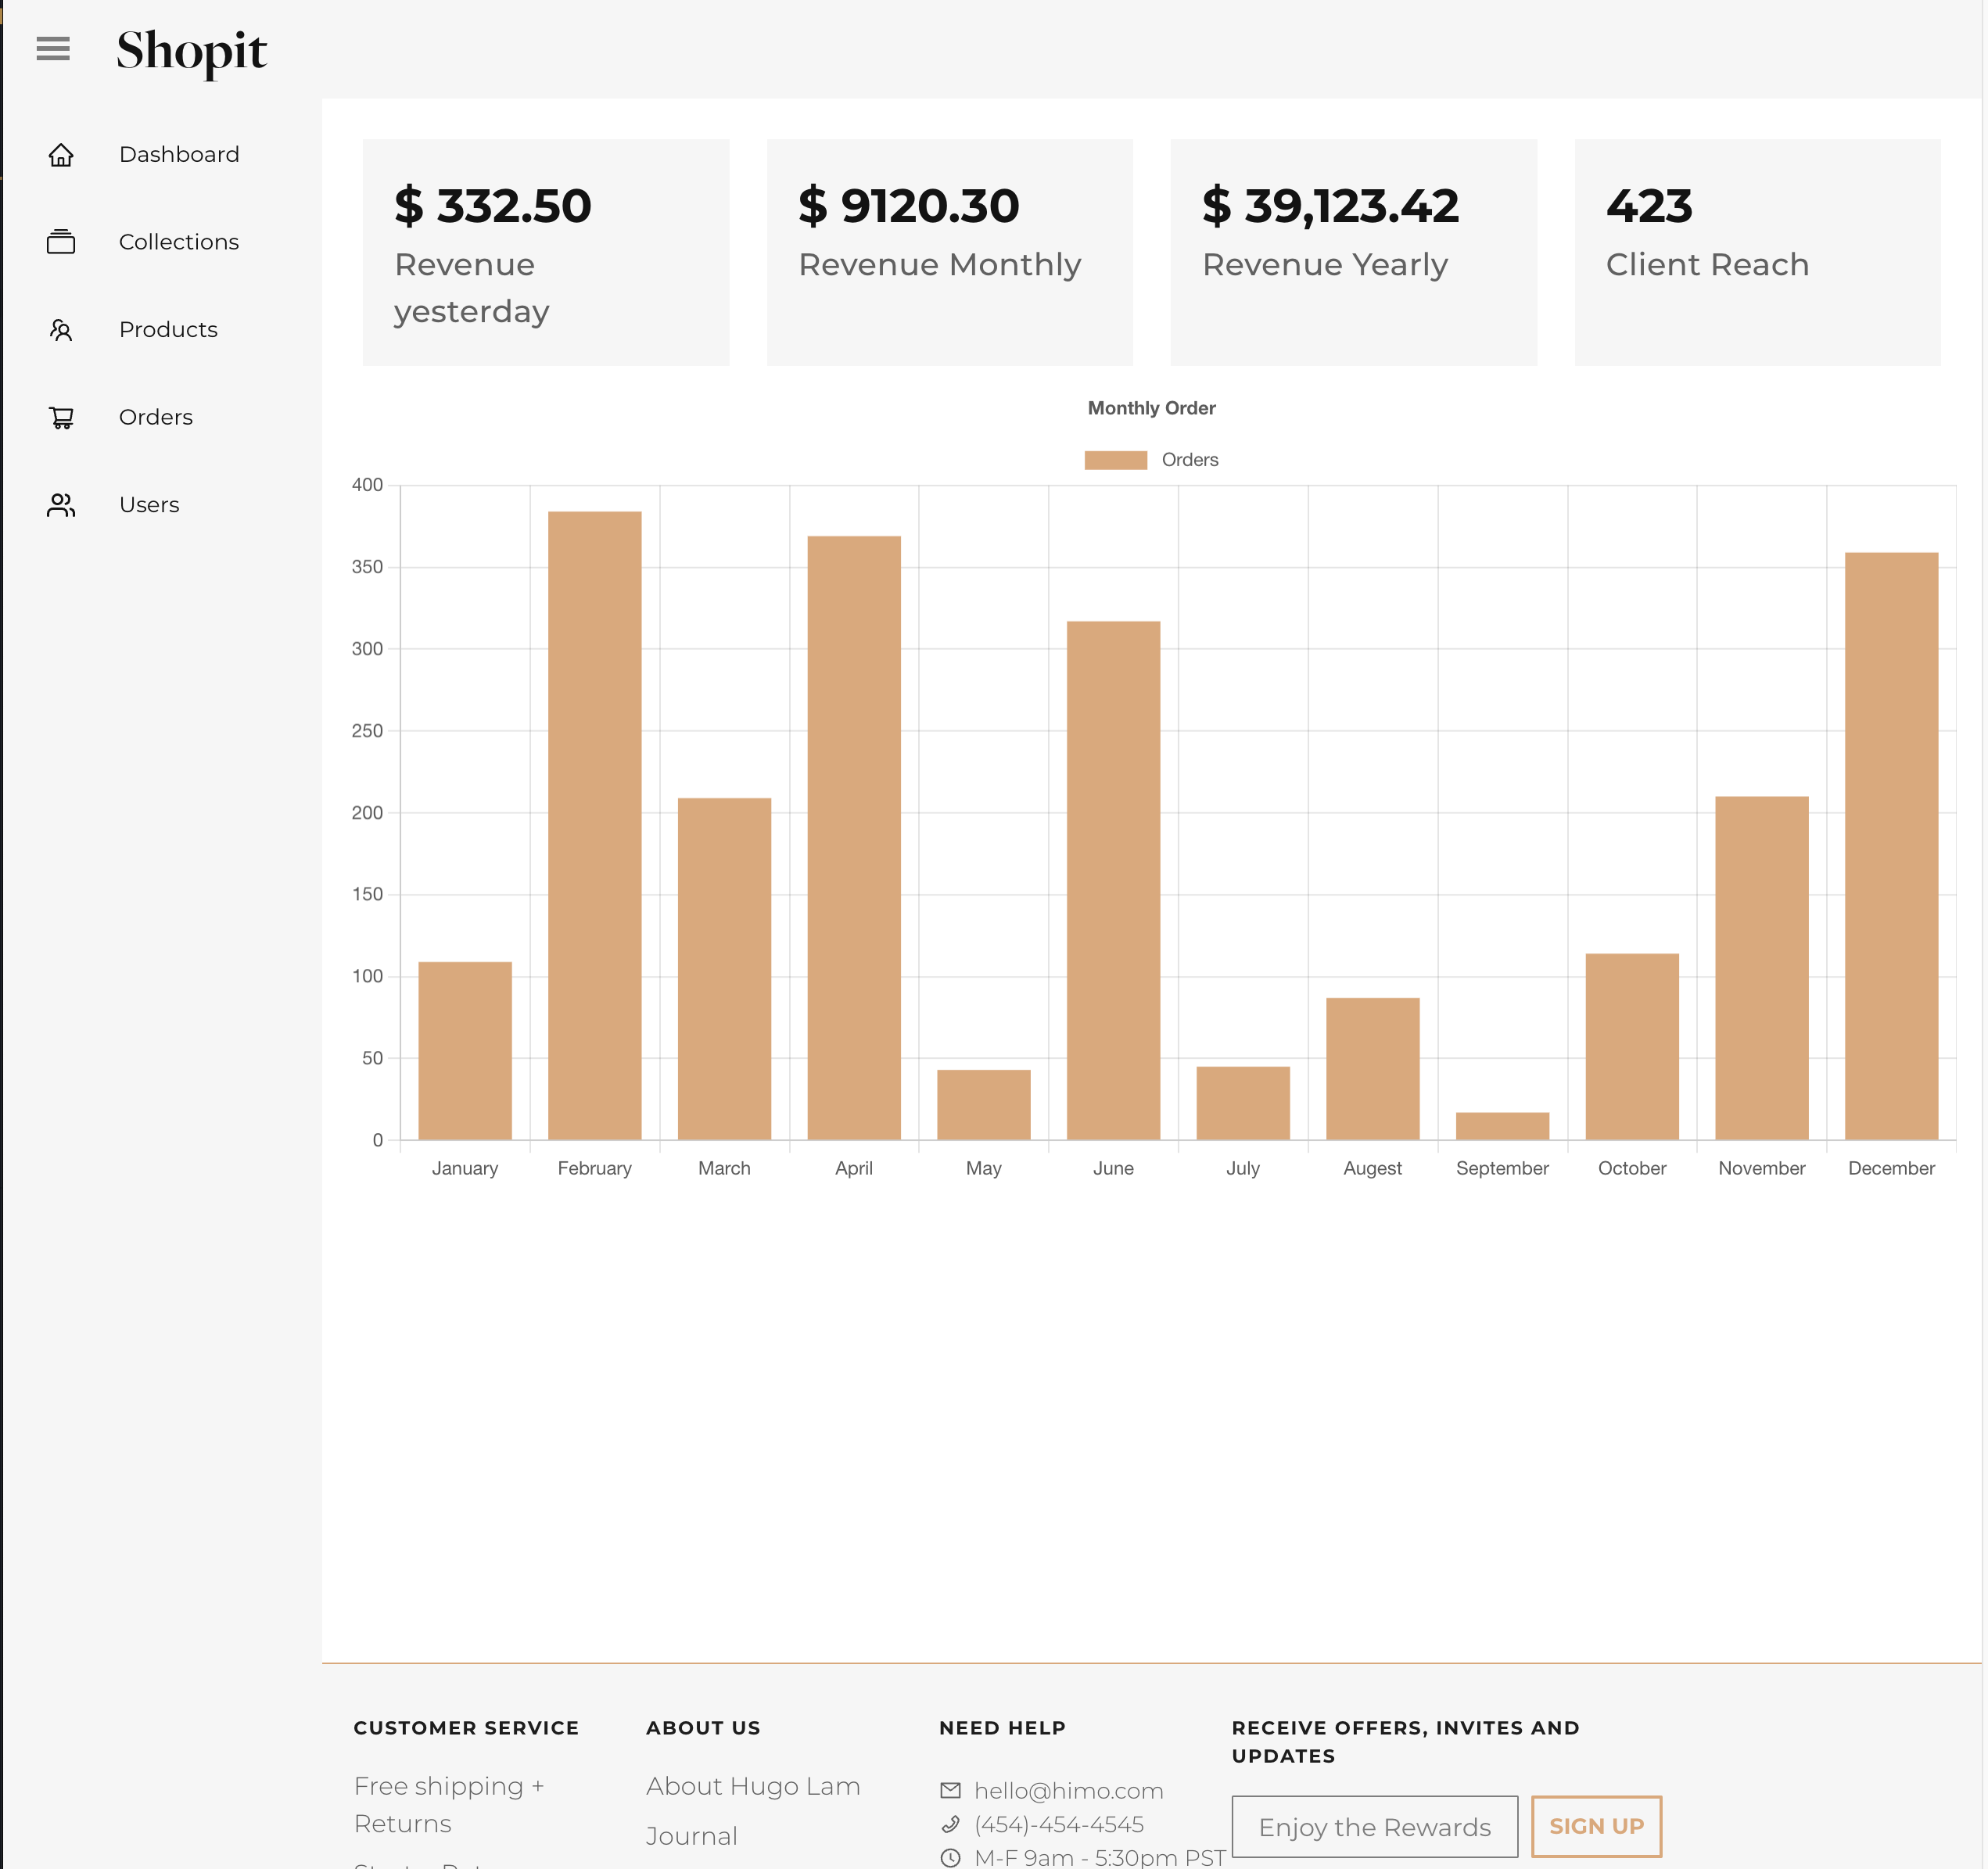 Shopit
Dashboard
Collections
Products
Orders
Users
$ 332.50
Revenue
yesterday
$ 9120.30
Revenue Monthly
$ 39,123.42
Revenue Yearly
423
Client Reach
Monthly Order
Orders
400
350
300
250
200
150
100
50
0
January February March April May June July Augest September October November December
CUSTOMER SERVICE
Free shipping +
Returns
ABOUT US
About Hugo Lam
Journal
NEED HELP
hello@himo.com
(454)-454-4545
M-F 9am - 5:30pm PST
RECEIVE OFFERS, INVITES AND
UPDATES
Enjoy the Rewards
SIGN UP